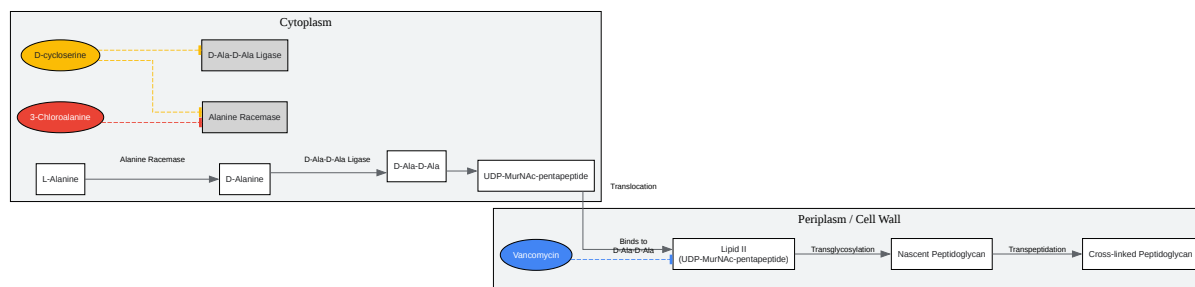 Cytoplasm
D-cycloserine
D-Ala-D-Ala Ligase
3-Chloroalanine
Alanine Racemase
Alanine Racemase
D-Ala-D-Ala Ligase
L-Alanine
D-Alanine
D-Ala-D-Ala
UDP-MurNAc-pentapeptide
Translocation
Periplasm / Cell Wall
Vancomycin
Binds to
D-Ala-D-Ala
Lipid II
(UDP-MurNAc-pentapeptide)
Transglycosylation
Nascent Peptidoglycan
Transpeptidation
Cross-linked Peptidoglycan